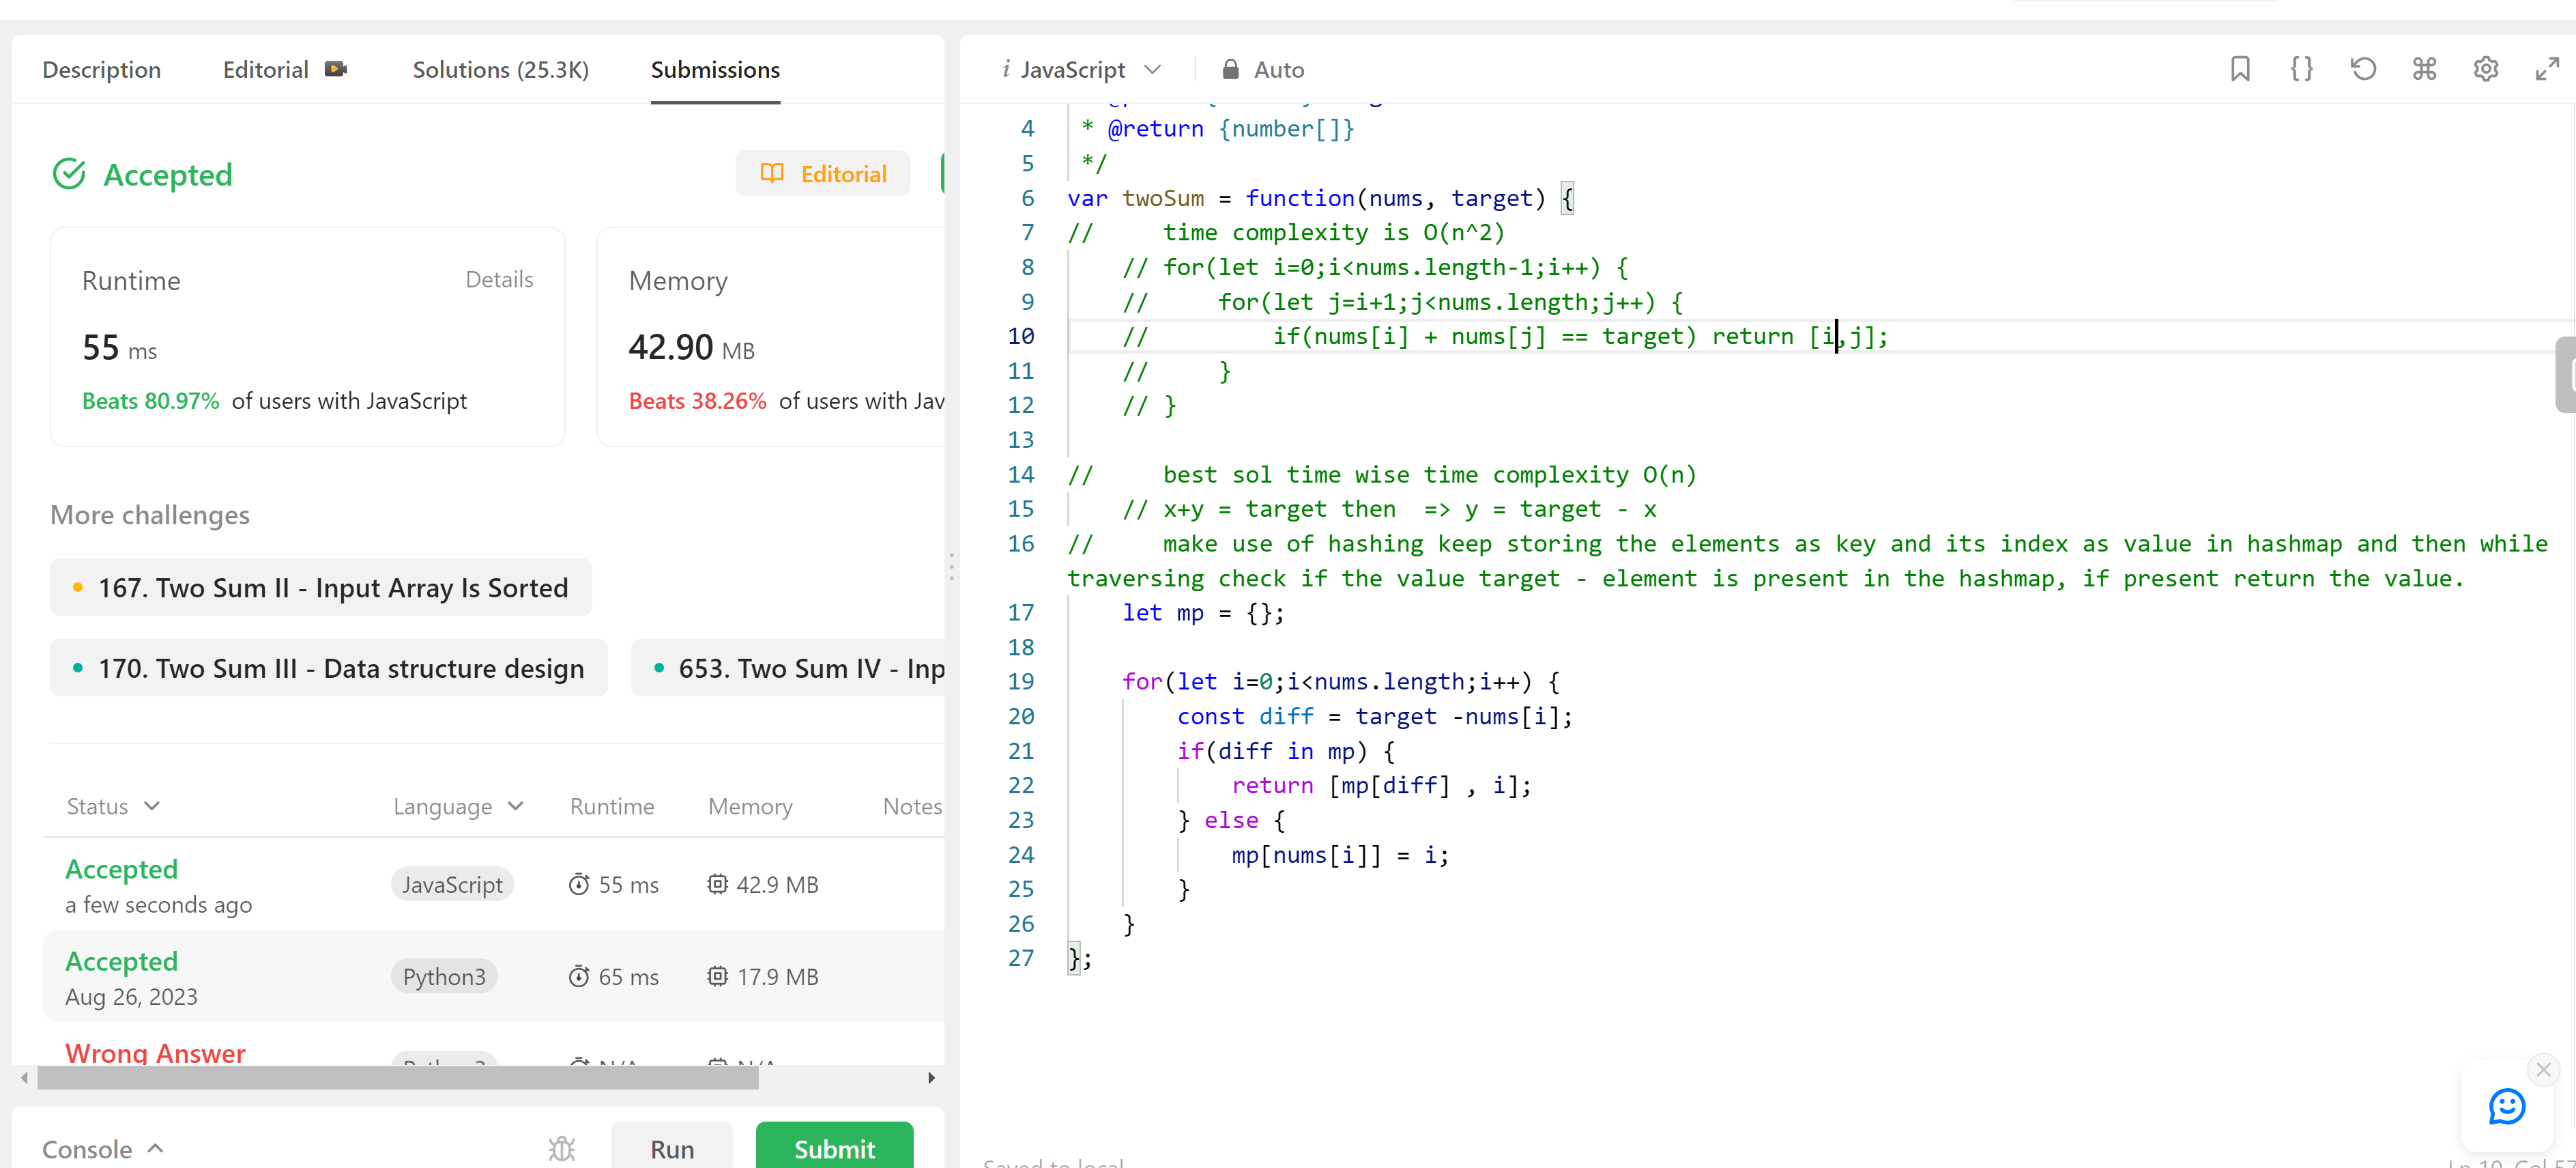 Description Editorial Solutions (25.3K) Submissions
Accepted
Editorial
Runtime Details
55 ms
Beats 80.97% of users with JavaScript
Memory
42.90 MB
Beats 38.26% of users with Jav
More challenges
167. Two Sum II - Input Array Is Sorted
170. Two Sum III - Data structure design
653. Two Sum IV - Inp
Status Language Runtime Memory Notes
Accepted
a few seconds ago
JavaScript 55 ms 42.9 MB
Accepted
Aug 26, 2023
Python3 65 ms 17.9 MB
Wrong Answer
Python3 N/A N/A
Console Run Submit
i JavaScript Auto
4 * @return {number[]}
5 */
6 var twoSum = function(nums, target) {
7 //     time complexity is O(n^2)
8     // for(let i=0;i<nums.length-1;i++) {
9     //     for(let j=i+1;j<nums.length;j++) {
10     //         if(nums[i] + nums[j] == target) return [i,j];
11     //     }
12     // }
13
14 //     best sol time wise time complexity O(n)
15     // x+y = target then  => y = target - x
16 //     make use of hashing keep storing the elements as key and its index as value in hashmap and then while
traversing check if the value target - element is present in the hashmap, if present return the value.
17     let mp = {};
18
19     for(let i=0;i<nums.length;i++) {
20         const diff = target -nums[i];
21         if(diff in mp) {
22             return [mp[diff] , i];
23         } else {
24             mp[nums[i]] = i;
25         }
26     }
27 };
Saved to local